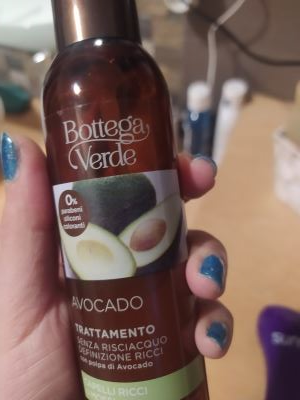 Bottega
Verde
0%
parabeni
siliconi
coloranti
AVOCADO
TRATTAMENTO
SENZA RISCIACQUO
DEFINIZIONE RICCI
con polpa di Avocado
CAPELLI RICCI